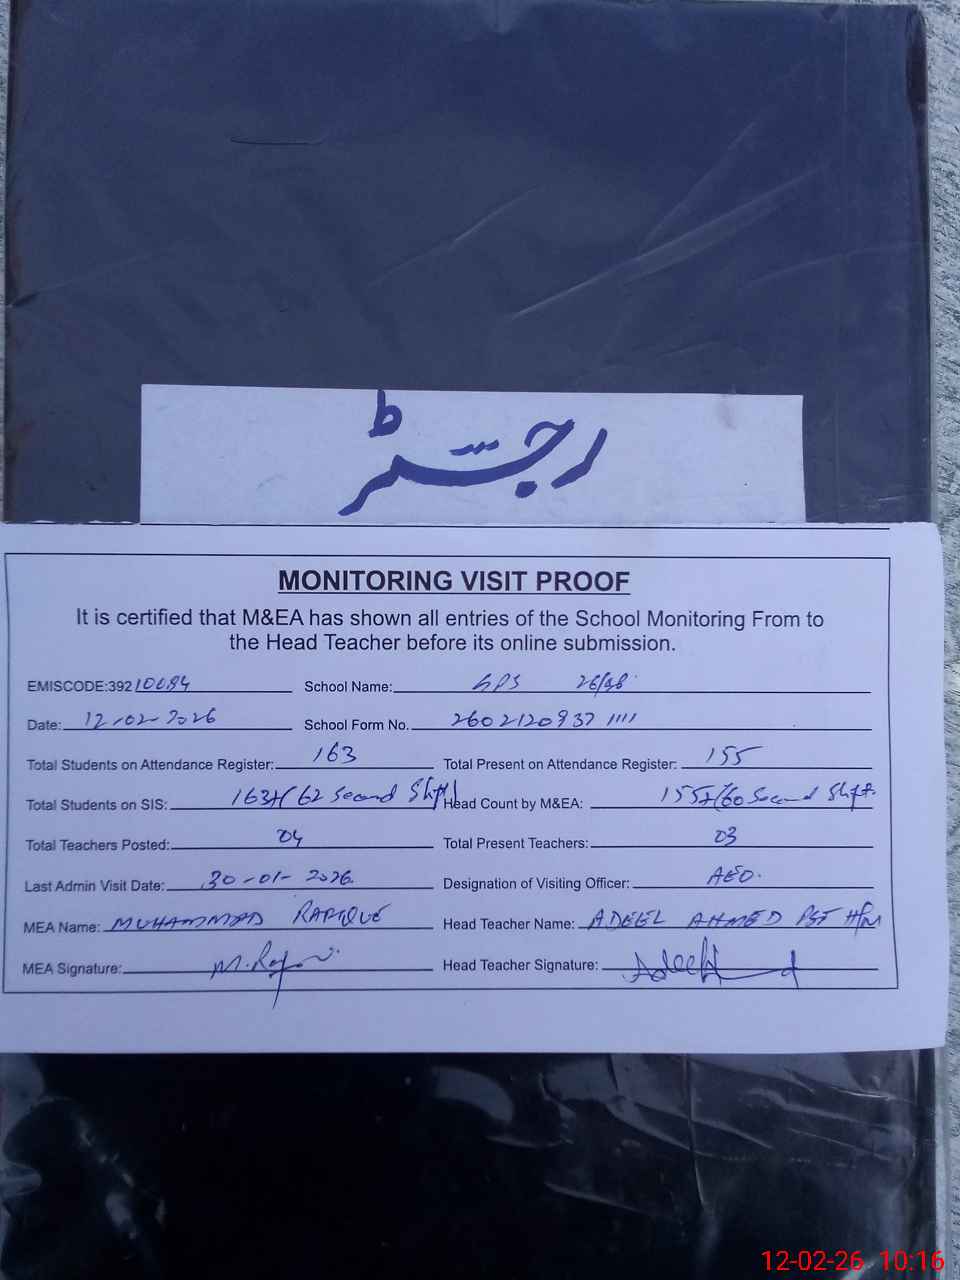 رجسٹر
MONITORING VISIT PROOF
It is certified that M&EA has shown all entries of the School Monitoring From to
the Head Teacher before its online submission.
EMISCODE:39210084 School Name: GPS 26/
Date: 12-02-2026 School Form No. 2602120937 1111
Total Students on Attendance Register: 163 Total Present on Attendance Register: 155
Total Students on SIS: 163+(62 Second Shift) Head Count by M&EA: 155+(60 Second Shift.
Total Teachers Posted: 04 Total Present Teachers: 03
Last Admin Visit Date: 30-01-2026. Designation of Visiting Officer: AEO.
MEA Name: MUHAMMAD RAFIQUE Head Teacher Name: ADEEL AHMED PST
MEA Signature: Head Teacher Signature:
12-02-26 10:16